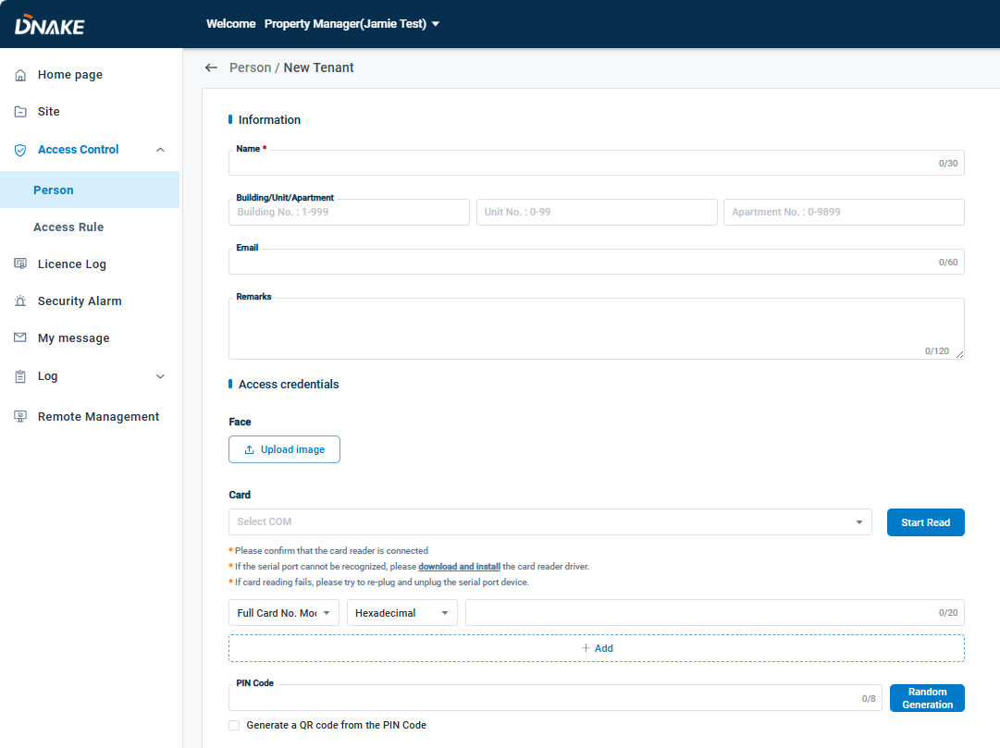 DNAKE
Welcome Property Manager(Jamie Test)
Home page
Site
Access Control
Person
Access Rule
Licence Log
Security Alarm
My message
Log
Remote Management
Person / New Tenant
Information
Name *
0/30
Building/Unit/Apartment
Building No. : 1-999
Unit No. : 0-99
Apartment No. : 0-9899
Email
0/60
Remarks
0/120
Access credentials
Face
Upload image
Card
Select COM
Start Read
* Please confirm that the card reader is connected
* If the serial port cannot be recognized, please download and install the card reader driver.
* If card reading fails, please try to re-plug and unplug the serial port device.
Full Card No. Mo
Hexadecimal
0/20
+ Add
PIN Code
0/8
Random
Generation
Generate a QR code from the PIN Code